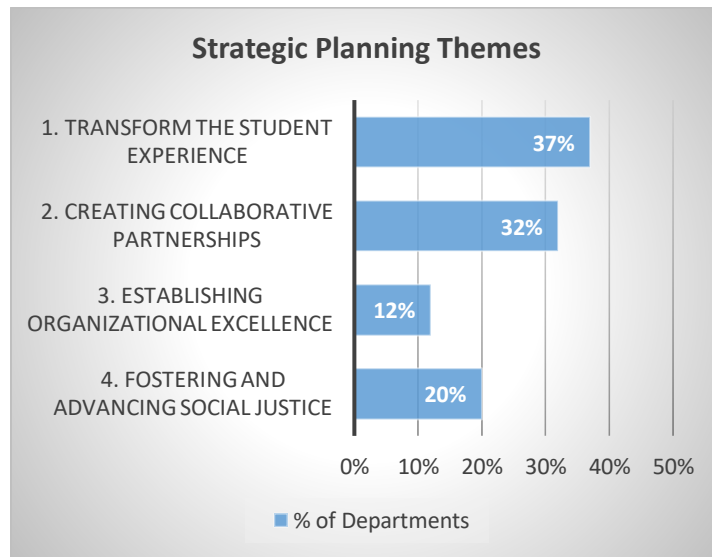 Strategic Planning Themes
1. TRANSFORM THE STUDENT
EXPERIENCE
37%
2. CREATING COLLABORATIVE
PARTNERSHIPS
32%
3. ESTABLISHING
ORGANIZATIONAL EXCELLENCE
12%
4. FOSTERING AND
ADVANCING SOCIAL JUSTICE
20%
0% 10% 20% 30% 40% 50%
% of Departments